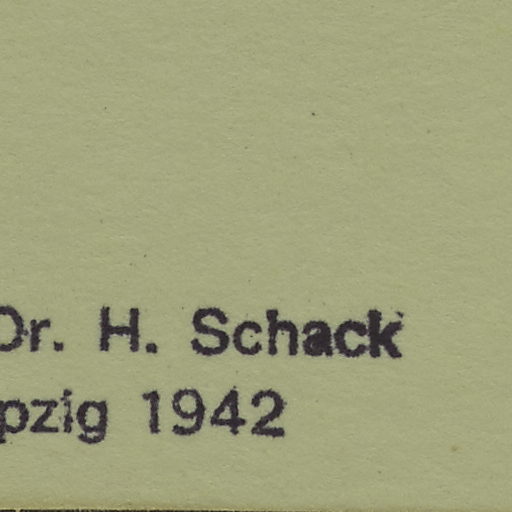 Dr. H. Schack
pzig 1942